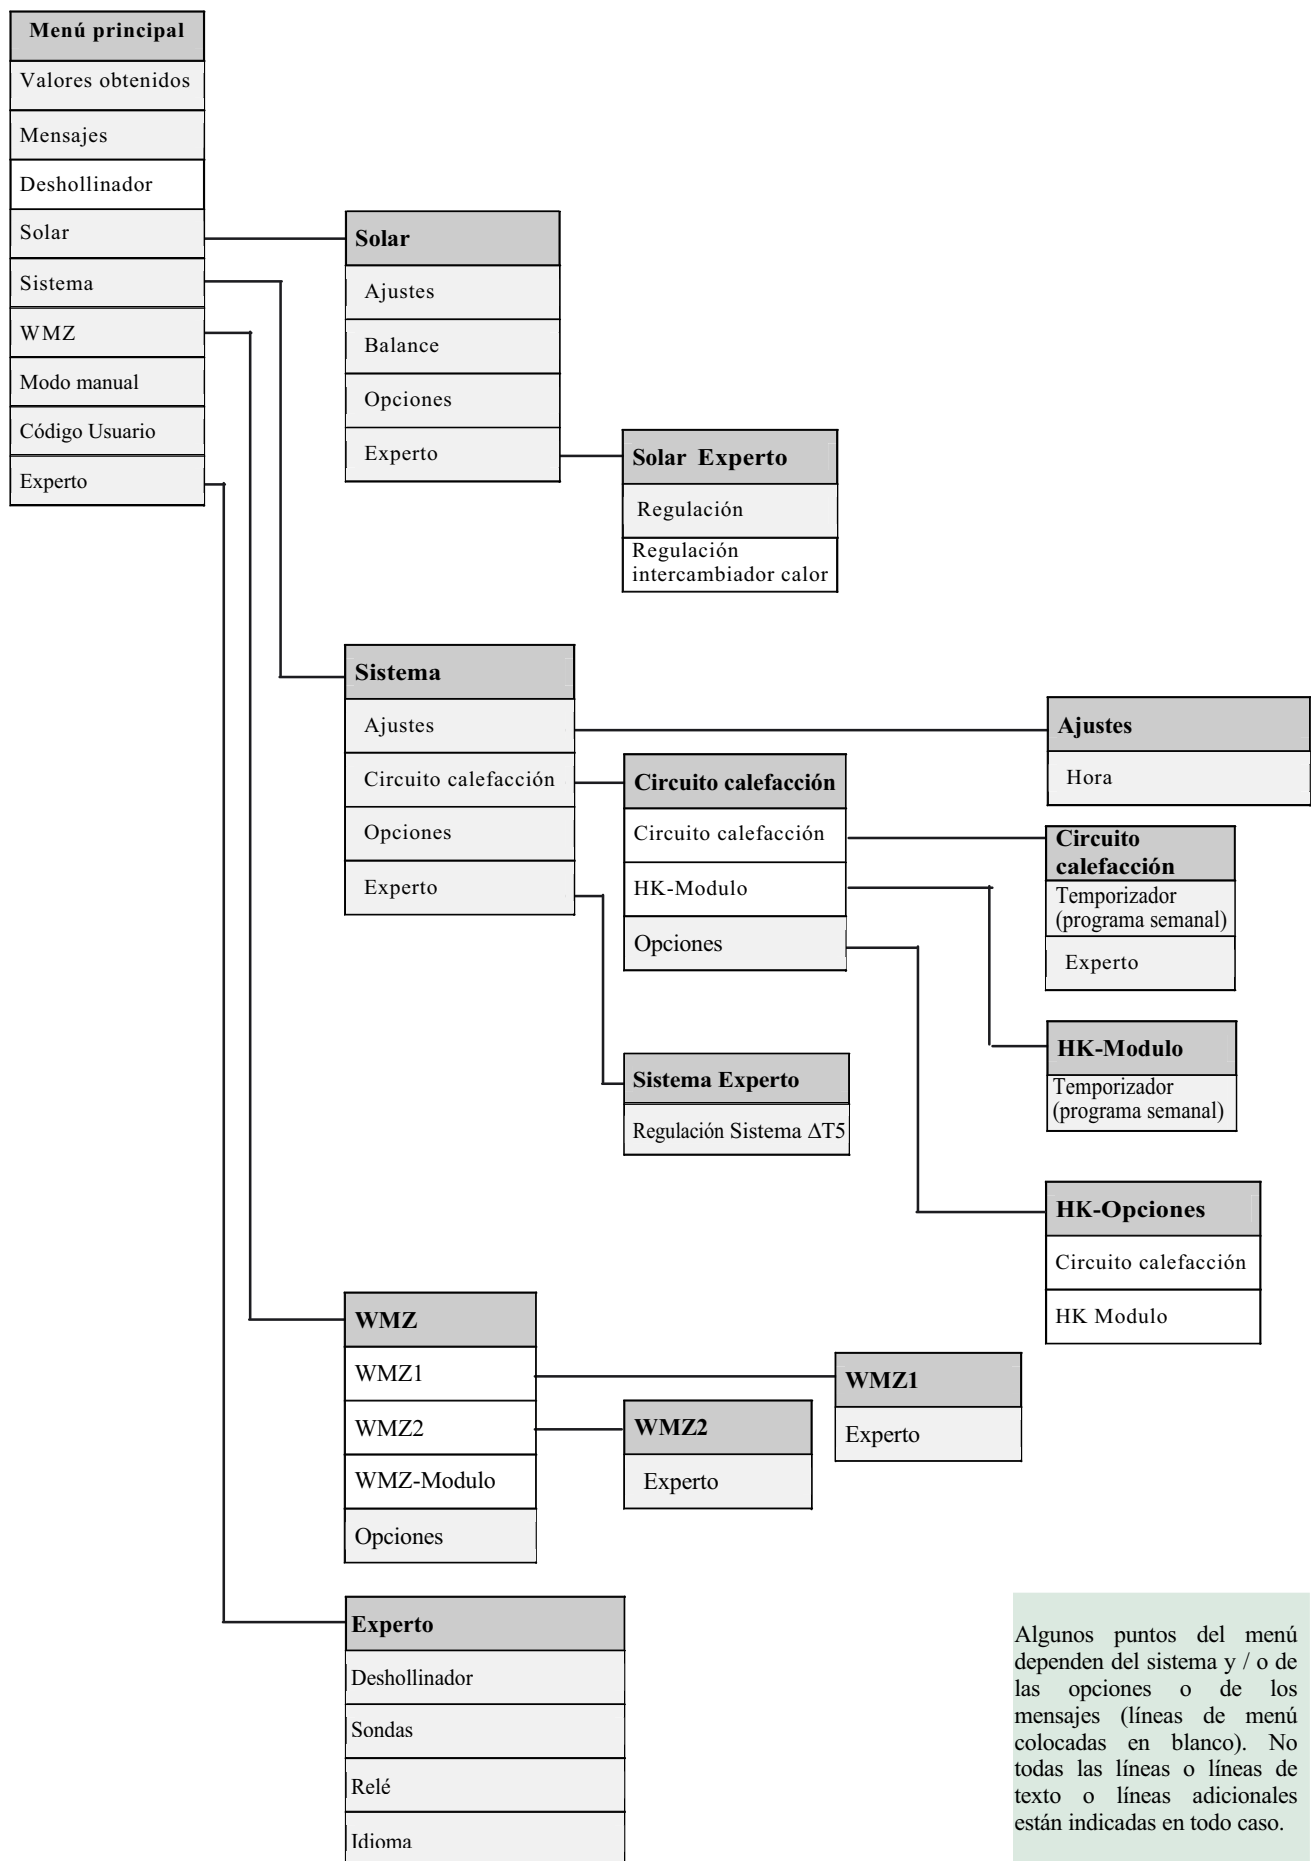 Menú principal
Valores obtenidos
Mensajes
Deshollinador
Solar
Sistema
WMZ
Modo manual
Código Usuario
Experto
Solar
Ajustes
Balance
Opciones
Experto
Solar Experto
Regulación
Regulación
intercambiador calor
Sistema
Ajustes
Circuito calefacción
Opciones
Experto
Ajustes
Hora
Circuito calefacción
Circuito calefacción
HK-Modulo
Opciones
Circuito
calefacción
Temporizador
(programa semanal)
Experto
HK-Modulo
Temporizador
(programa semanal)
Sistema Experto
Regulación Sistema ΔT5
HK-Opciones
Circuito calefacción
HK Modulo
WMZ
WMZ1
WMZ2
WMZ-Modulo
Opciones
WMZ1
Experto
WMZ2
Experto
Experto
Deshollinador
Sondas
Relé
Idioma
Algunos puntos del menú
dependen del sistema y / o de
las opciones o de los
mensajes (líneas de menú
colocadas en blanco). No
todas las líneas o líneas de
texto o líneas adicionales
están indicadas en todo caso.